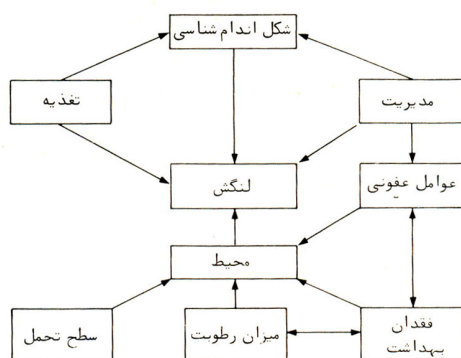 شکل اندام شناسی
مدیریت
تغذیه
عوامل عفونی
لنگش
محیط
فقدان
بهداشت
میزان رطوبت
سطح تحمل